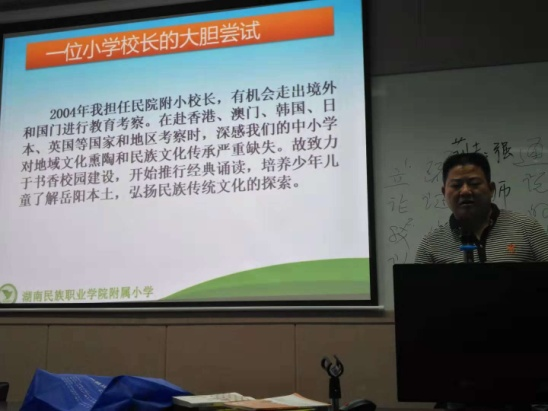 一位小学校长的大胆尝试
2004年我担任民院附小校长，有机会走出境外
和国门进行教育考察。在赴香港、澳门、韩国、日
本、英国等国家和地区考察时，深感我们的中小学
对地域文化熏陶和民族文化传承严重缺失。故致力
于书香校园建设，开始推行经典诵读，培养少年儿
童了解岳阳本土，弘扬民族传统文化的探索。
湖南民族职业学院附属小学
强
师